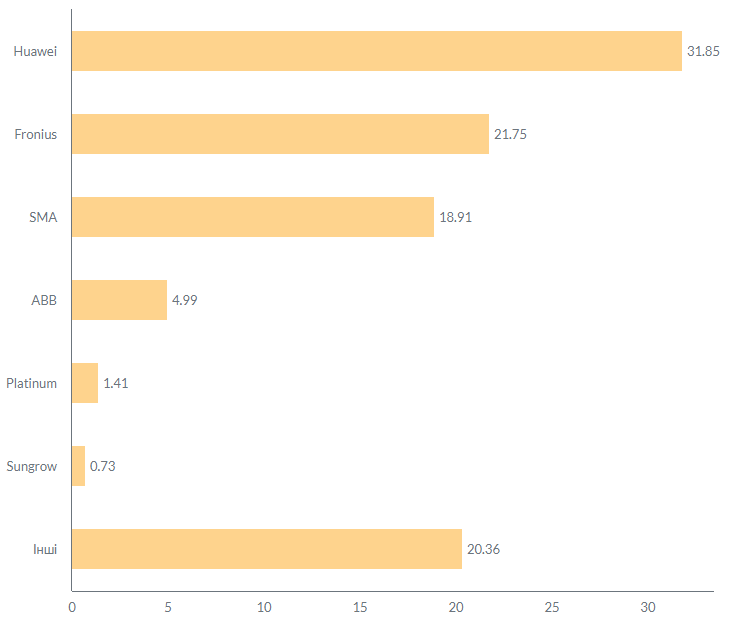 Huawei 31.85
Fronius 21.75
SMA 18.91
ABB 4.99
Platinum 1.41
Sungrow 0.73
Інші 20.36
0 5 10 15 20 25 30